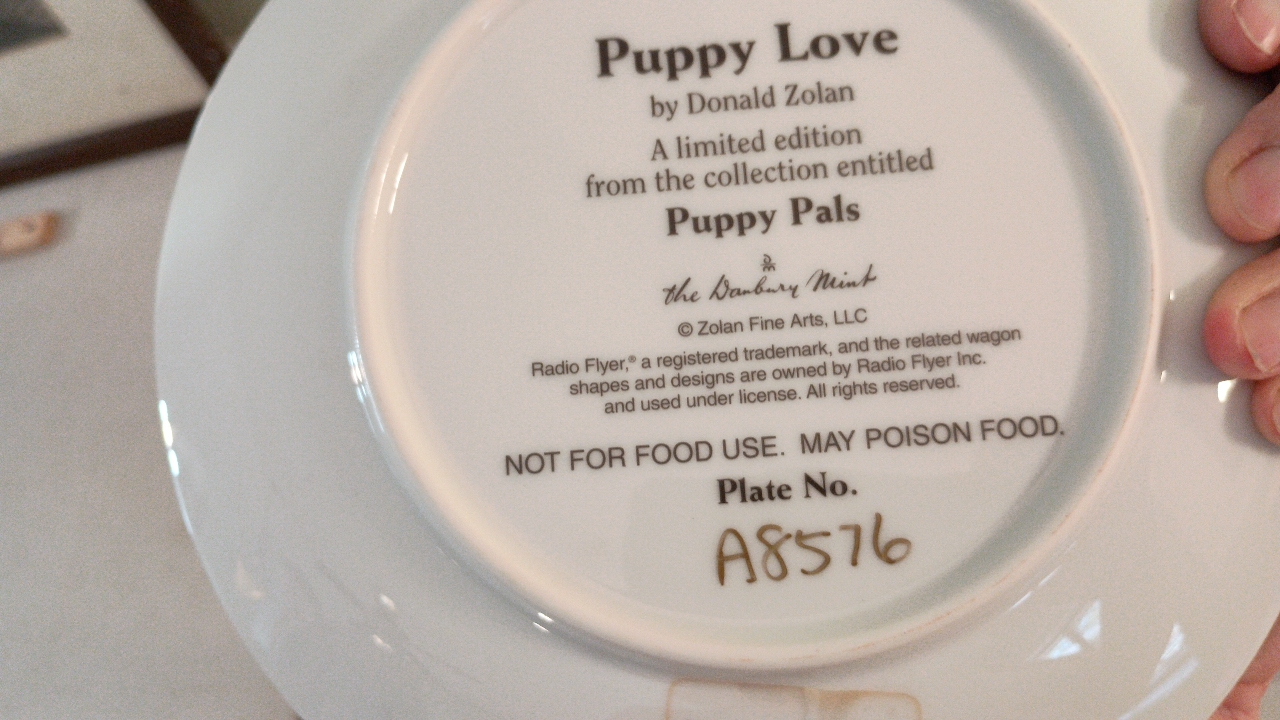 Puppy Love
by Donald Zolan
A limited edition
from the collection entitled
Puppy Pals
the Danbury Mint
© Zolan Fine Arts, LLC
Radio Flyer,® a registered trademark, and the related wagon
shapes and designs are owned by Radio Flyer Inc.
and used under license. All rights reserved.
NOT FOR FOOD USE. MAY POISON FOOD.
Plate No.
A8576